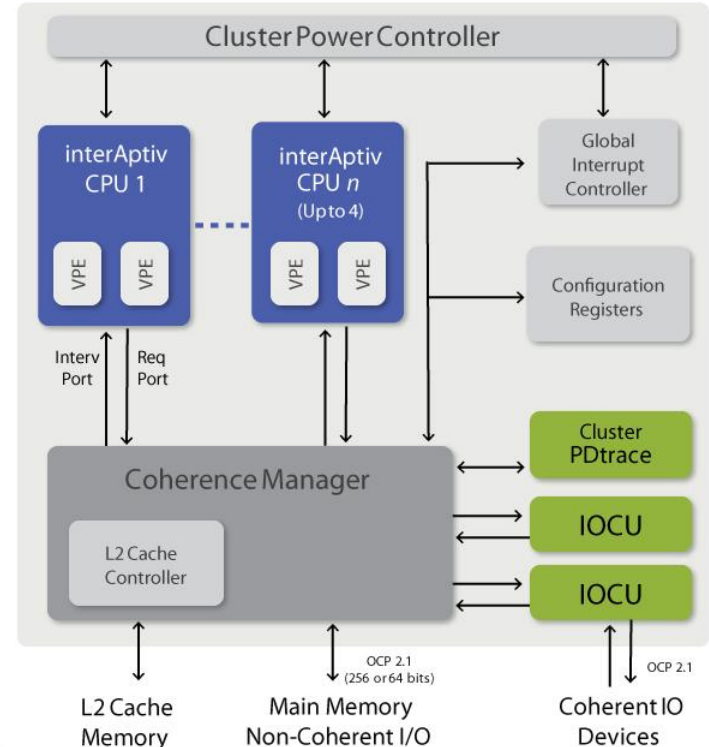 Cluster Power Controller
interAptiv
CPU 1
VPE
VPE
interAptiv
CPU n
(Up to 4)
VPE
VPE
Global
Interrupt
Controller
Configuration
Registers
Interv
Port
Req
Port
Cluster
PDtrace
Coherence Manager
L2 Cache
Controller
IOCU
IOCU
OCP 2.1
(256 or 64 bits)
OCP 2.1
L2 Cache
Memory
Main Memory
Non-Coherent I/O
Coherent IO
Devices